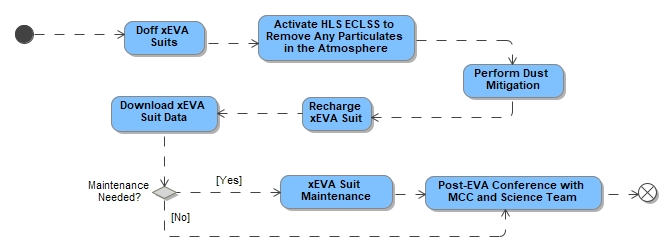 Doff xEVA
Suits
Activate HLS ECLSS to
Remove Any Particulates
in the Atmosphere
Perform Dust
Mitigation
Recharge
xEVA Suit
Download xEVA
Suit Data
Maintenance
Needed?
[Yes]
[No]
xEVA Suit
Maintenance
Post-EVA Conference with
MCC and Science Team